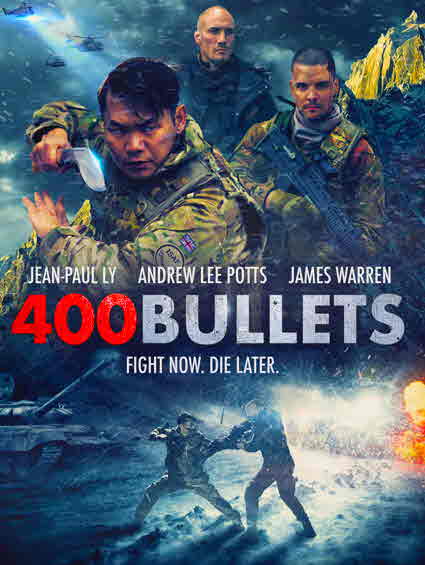 JEAN-PAUL LY ANDREW LEE POTTS JAMES WARREN
400BULLETS
FIGHT NOW. DIE LATER.